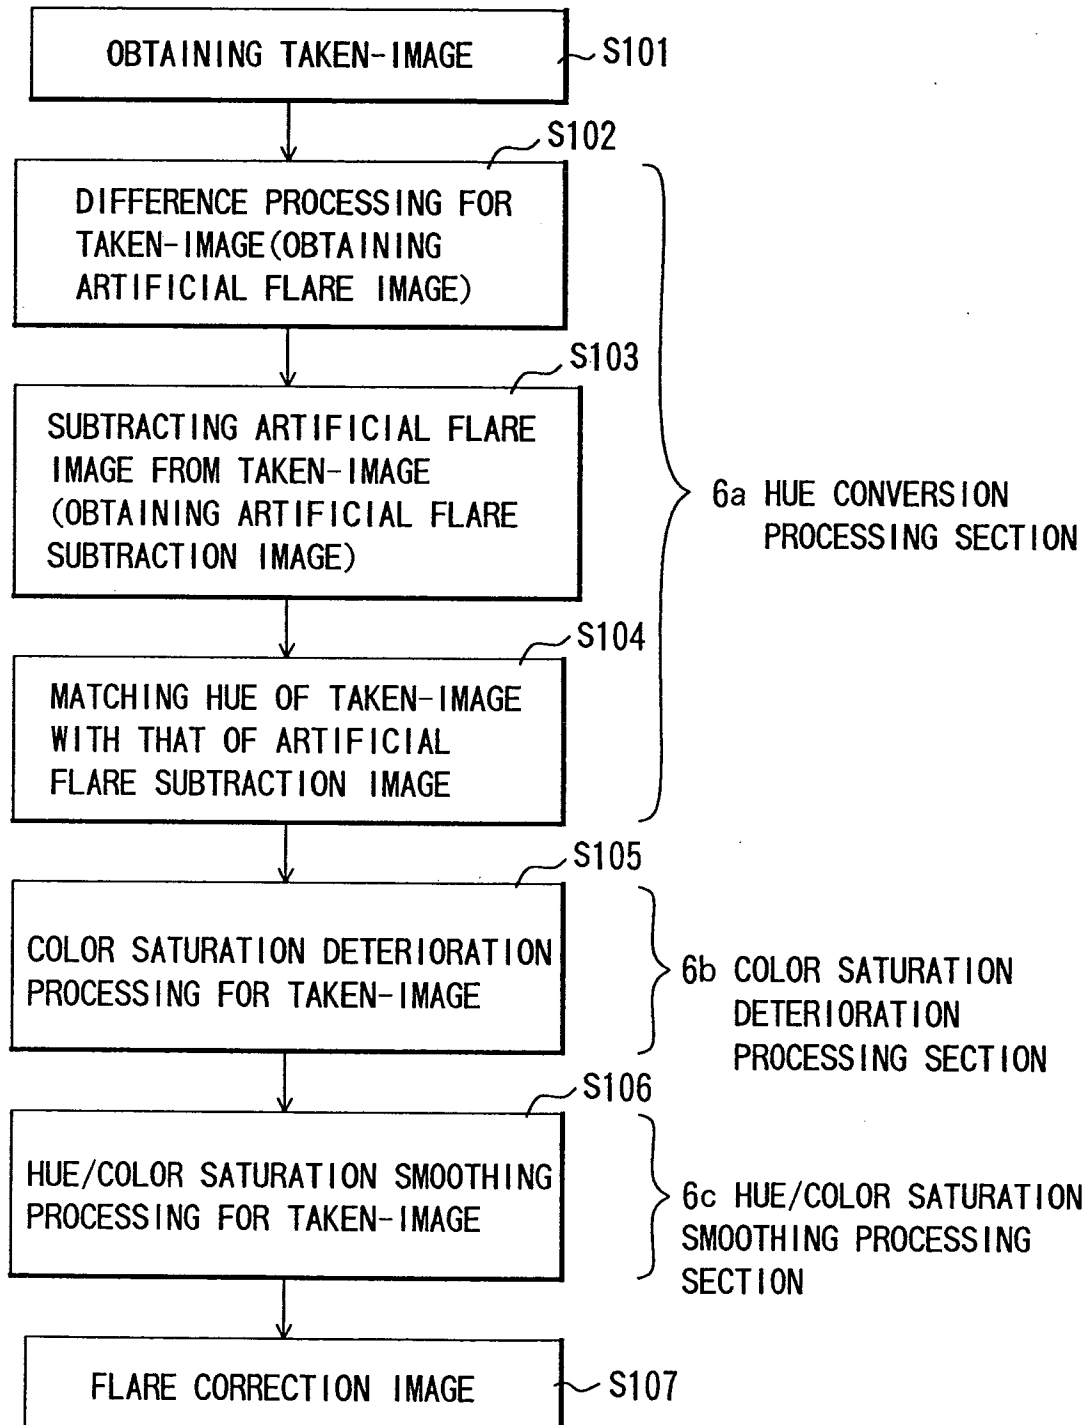 OBTAINING TAKEN-IMAGE
S101
S102
DIFFERENCE PROCESSING FOR
TAKEN-IMAGE(OBTAINING
ARTIFICIAL FLARE IMAGE)
S103
SUBTRACTING ARTIFICIAL FLARE
IMAGE FROM TAKEN-IMAGE
(OBTAINING ARTIFICIAL FLARE
SUBTRACTION IMAGE)
6a HUE CONVERSION
PROCESSING SECTION
S104
MATCHING HUE OF TAKEN-IMAGE
WITH THAT OF ARTIFICIAL
FLARE SUBTRACTION IMAGE
S105
COLOR SATURATION DETERIORATION
PROCESSING FOR TAKEN-IMAGE
6b COLOR SATURATION
DETERIORATION
PROCESSING SECTION
S106
HUE/COLOR SATURATION SMOOTHING
PROCESSING FOR TAKEN-IMAGE
6c HUE/COLOR SATURATION
SMOOTHING PROCESSING
SECTION
FLARE CORRECTION IMAGE
S107